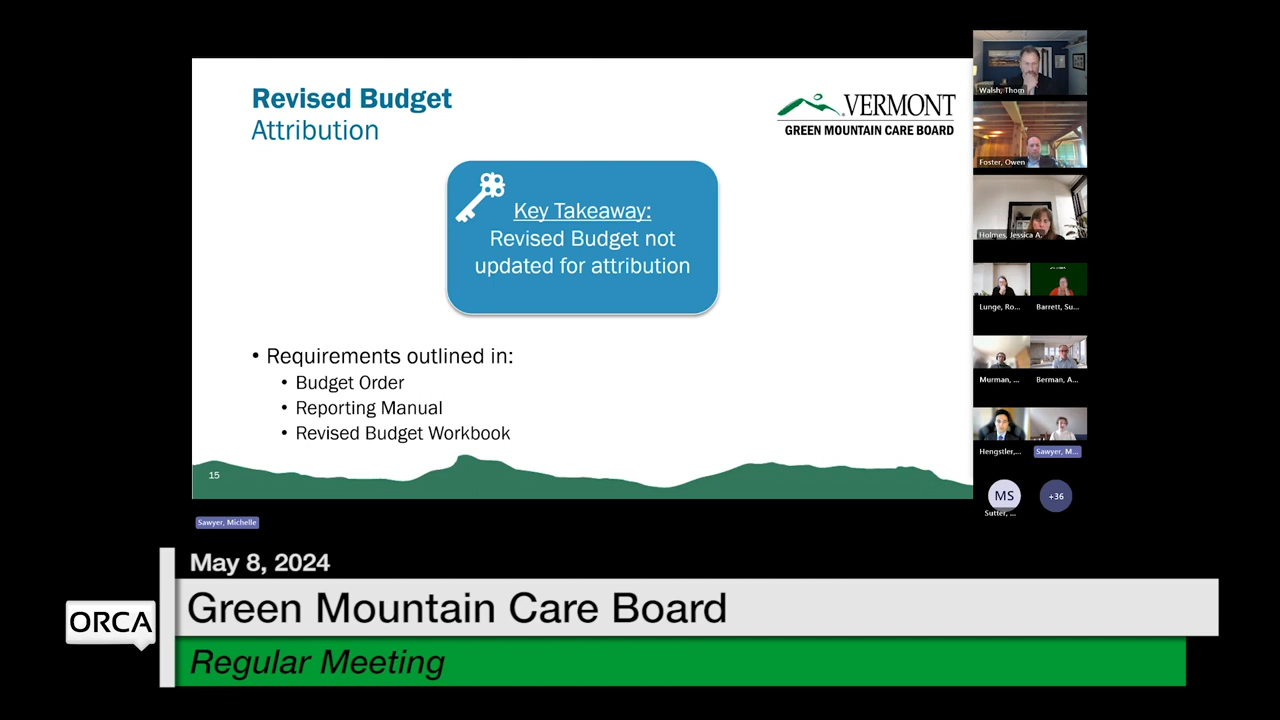 Revised Budget
Attribution
VERMONT
GREEN MOUNTAIN CARE BOARD
Key Takeaway:
Revised Budget not
updated for attribution
• Requirements outlined in:
• Budget Order
• Reporting Manual
• Revised Budget Workbook
15
Walsh, Thom
Foster, Owen
Holmes, Jessica A.
Lunge, Ro...
Barrett, Su...
Murman, ...
Berman, A...
Hengstler,...
Sawyer, M...
MS
+36
Sutter, ...
Sawyer, Michelle
May 8, 2024
ORCA
Green Mountain Care Board
Regular Meeting